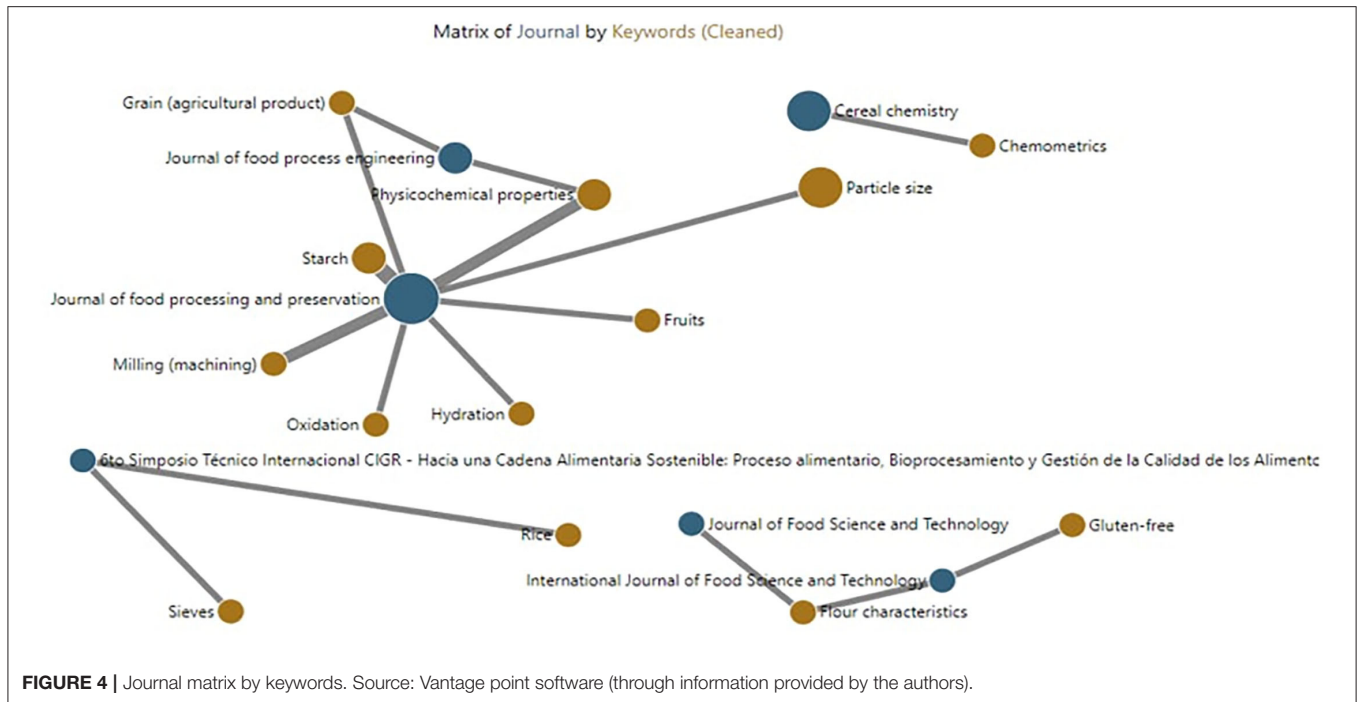 Matrix of Journal by Keywords (Cleaned)
Grain (agricultural product)
Cereal chemistry
Chemometrics
Journal of food process engineering
Physicochemical properties
Particle size
Starch
Journal of food processing and preservation
Fruits
Milling (machining)
Hydration
Oxidation
6to Simposio Técnico Internacional CIGR - Hacia una Cadena Alimentaria Sostenible: Proceso alimentario, Bioprocesamiento y Gestión de la Calidad de los Alimentc
Journal of Food Science and Technology
Gluten-free
Rice
International Journal of Food Science and Technology
Sieves
Flour characteristics
FIGURE 4 | Journal matrix by keywords. Source: Vantage point software (through information provided by the authors).